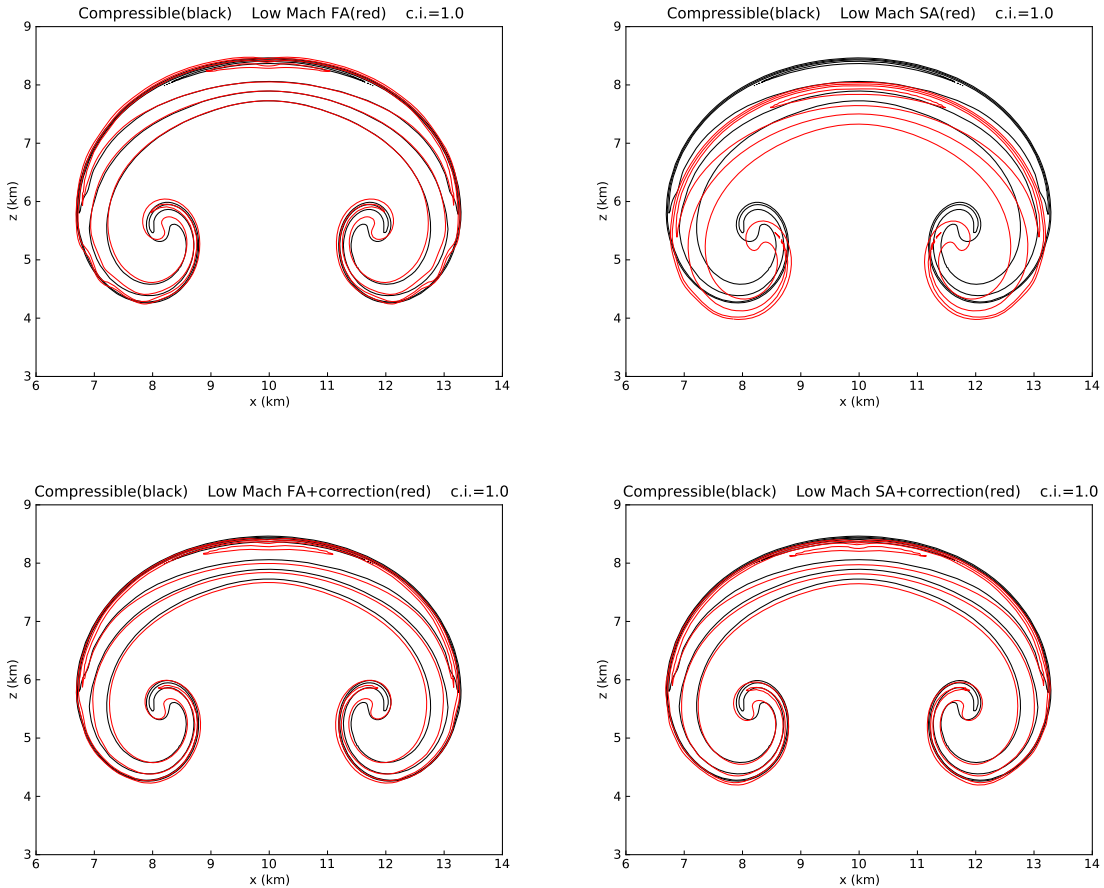 Compressible(black) Low Mach FA(red) c.i.=1.0
9
8
7
6
5
4
3
z (km)
6 7 8 9 10 11 12 13 14
x (km)
Compressible(black) Low Mach SA(red) c.i.=1.0
9
8
7
6
5
4
3
z (km)
6 7 8 9 10 11 12 13 14
x (km)
Compressible(black) Low Mach FA+correction(red) c.i.=1.0
9
8
7
6
5
4
3
z (km)
6 7 8 9 10 11 12 13 14
x (km)
Compressible(black) Low Mach SA+correction(red) c.i.=1.0
9
8
7
6
5
4
3
z (km)
6 7 8 9 10 11 12 13 14
x (km)